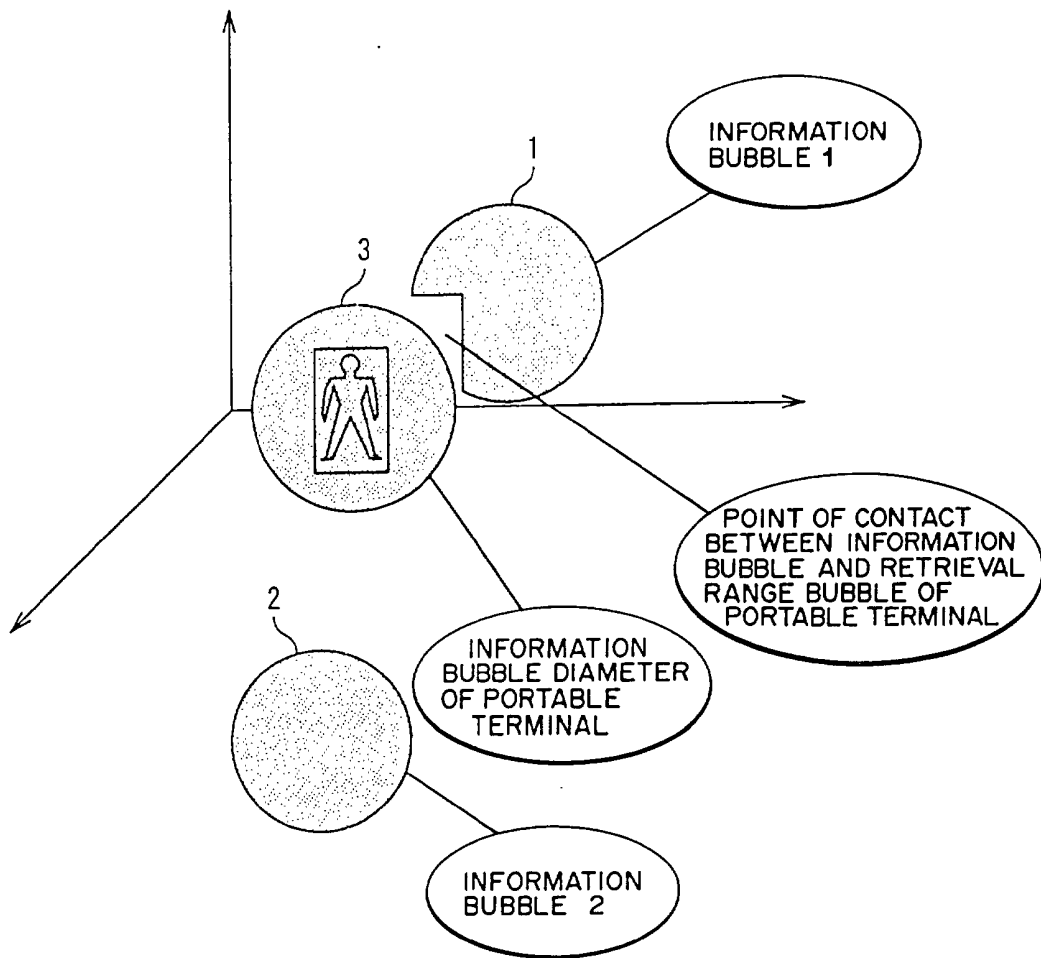 INFORMATION
BUBBLE 1
1
3
POINT OF CONTACT
BETWEEN INFORMATION
BUBBLE AND RETRIEVAL
RANGE BUBBLE OF
PORTABLE TERMINAL
2
INFORMATION
BUBBLE DIAMETER
OF PORTABLE
TERMINAL
INFORMATION
BUBBLE 2